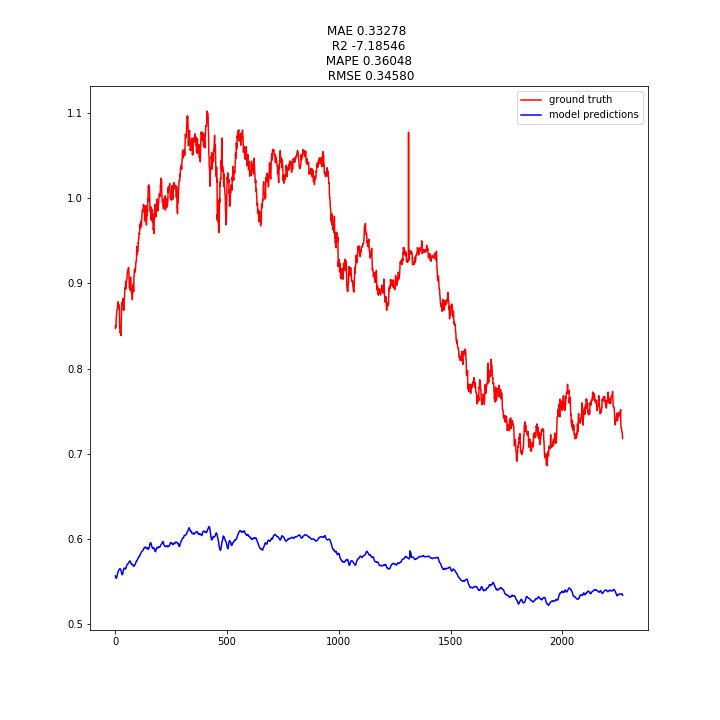 MAE 0.33278
R2 -7.18546
MAPE 0.36048
RMSE 0.34580
ground truth
model predictions
1.1
1.0
0.9
0.8
0.7
0.6
0.5
0 500 1000 1500 2000